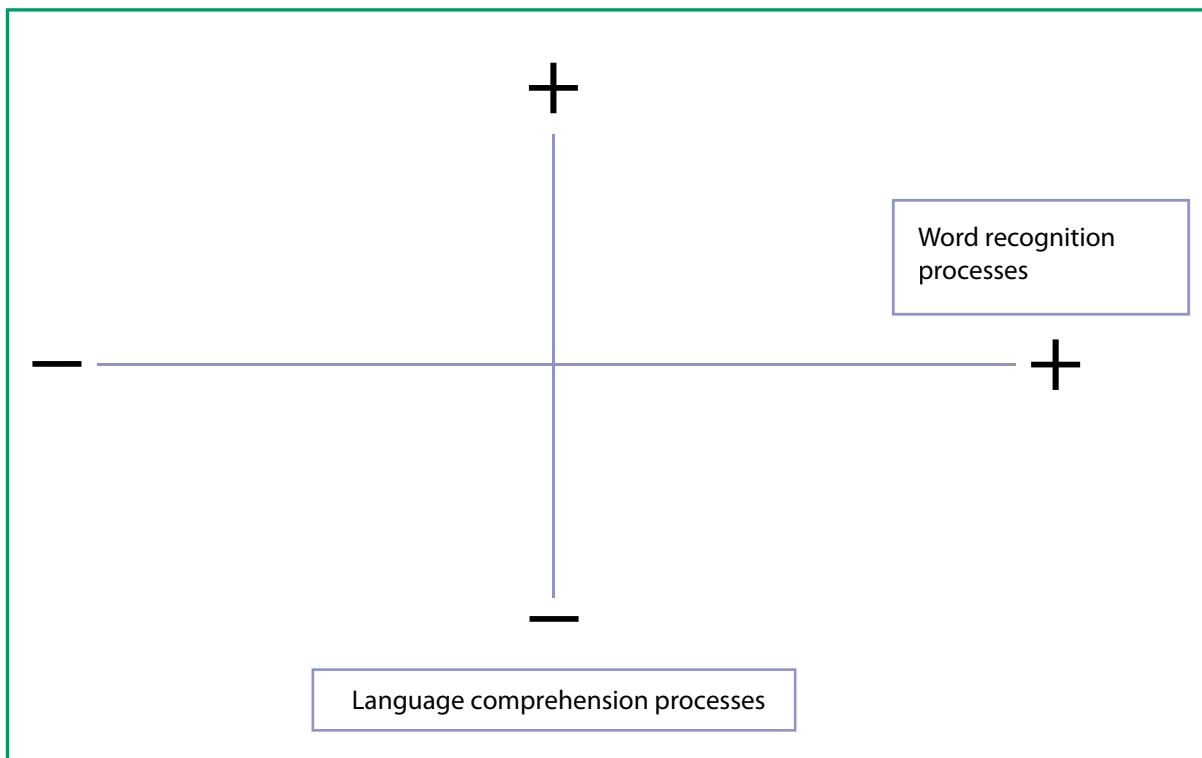 +
Word recognition
processes
− +
−
Language comprehension processes